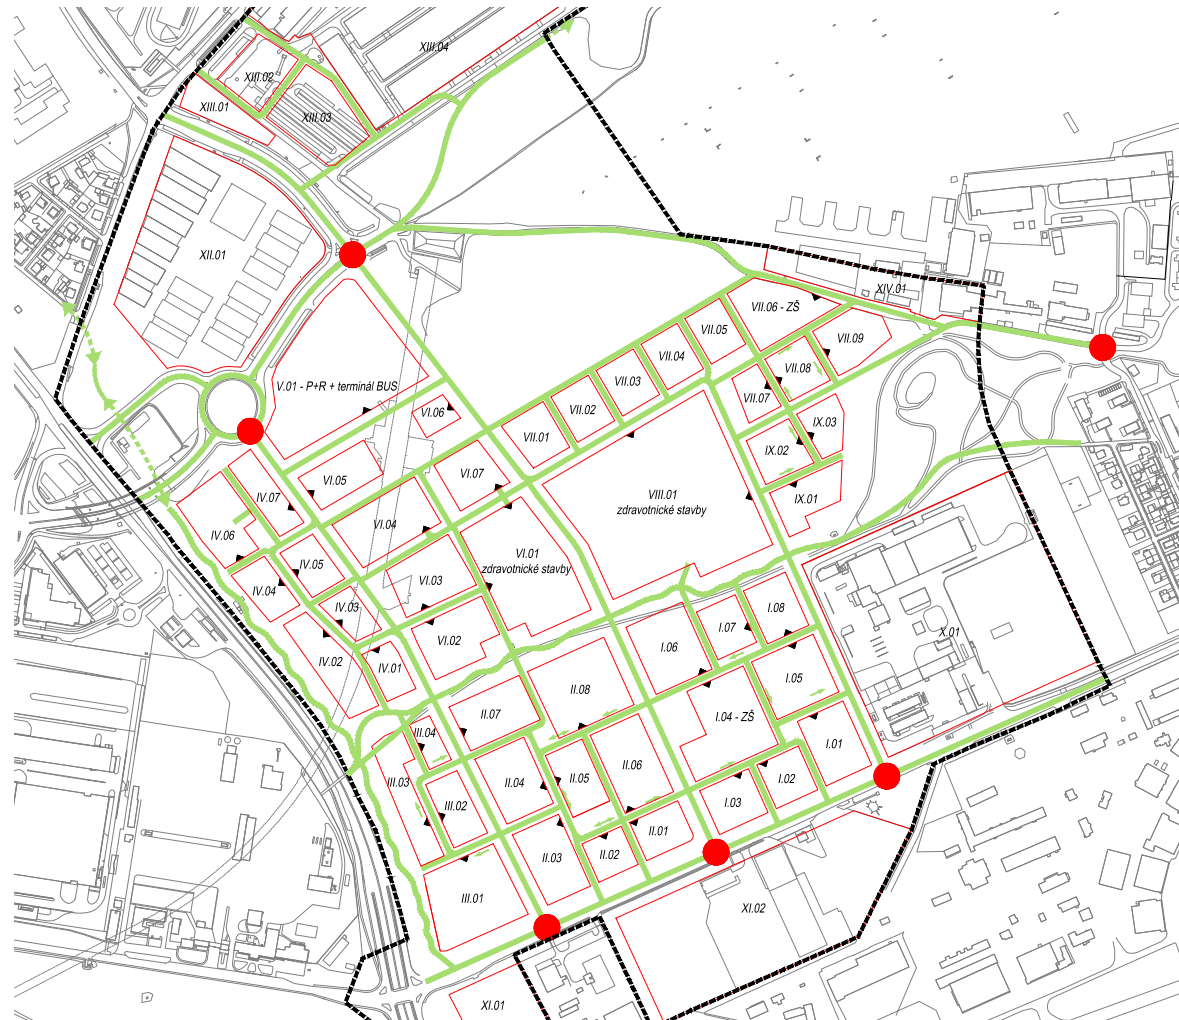 XIII.04
XIII.02
XIII.01
XIII.03
XII.01
XIV.01
VII.06 - ZŠ
VII.05
VII.09
VII.04
VII.08
VII.03
V.01 - P+R + terminál BUS
VII.07
VII.02
VI.06
IX.03
VII.01
IX.02
VI.07
VI.05
IV.07
IX.01
VIII.01
zdravotnické stavby
VI.04
IV.06
VI.01
zdravotnické stavby
IV.05
VI.03
IV.04
IV.03
I.08
I.07
X.01
VI.02
I.06
IV.02
IV.01
I.05
II.08
II.07
I.04 - ZŠ
III.04
I.01
II.06
II.05
III.03
II.04
I.02
III.02
I.03
II.01
II.02
II.03
III.01
XI.02
XI.01